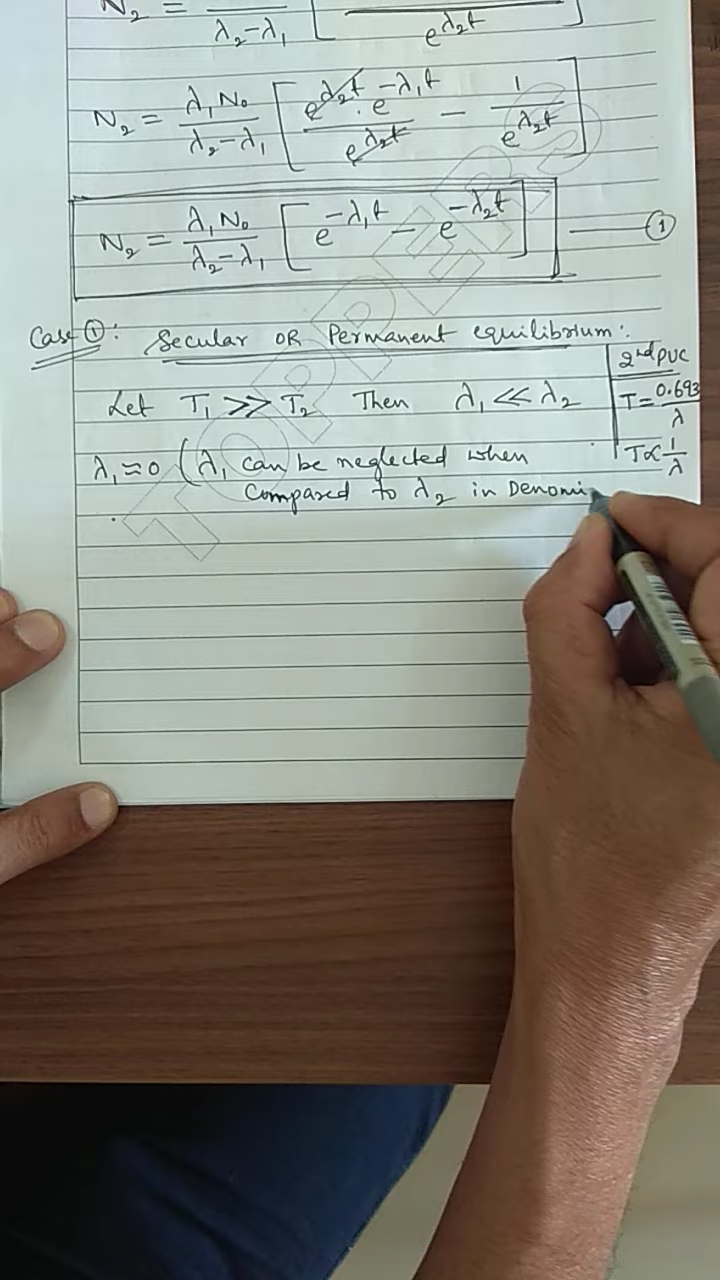 N₂ = / λ₂-λ₁ [ / e^λ₂t ]
N₂ = λ₁N₀ / λ₂-λ₁ [ e^λ₂t . e^-λ₁t / e^λ₂t - 1 / e^λ₂t ]
N₂ = λ₁N₀ / λ₂-λ₁ [ e^-λ₁t - e^-λ₂t ] —— ①
Case ①: Secular OR Permanent equilibrium:
2nd PUC
Let T₁ >> T₂ Then λ₁ << λ₂
T = 0.693 / λ
λ₁ ≈ 0 ( λ₁ can be neglected when
T ∝ 1 / λ
Compared to λ₂ in Denomi
TOPPERS